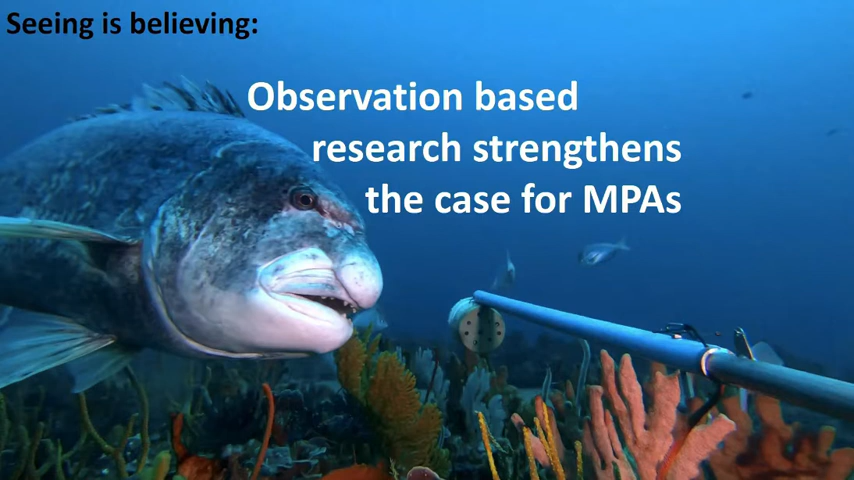 Seeing is believing:
Observation based
research strengthens
the case for MPAs